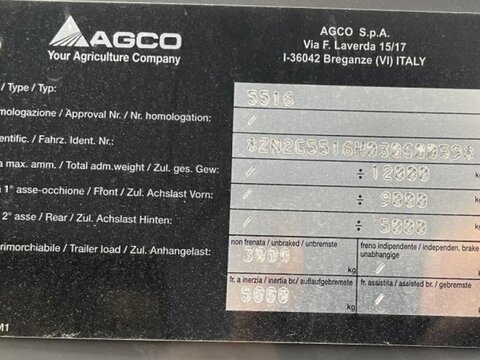 AGCO
Your Agriculture Company
AGCO S.p.A.
Via F. Laverda 15/17
I-36042 Breganze (VI) ITALY
/ Type / Typ: 5516
mologazione / Approval Nr. / Nr. homologation: /
entific. / Fahrz. Ident. Nr.: *ZN2G5516W03060059*
a max. amm. / Total adm.weight / Zul. ges. Gew: ÷ 12000
1° asse-occhione / Front / Zul. Achslast Vorn: ÷ 9000
2° asse / Rear / Zul. Achslast Hinten: ÷ 5000
rimorchiabile / Trailer load / Zul. Anhangelast:
non frenata / unbraked / unbremste freno indipendente / independen. brake
unabhängige
3000 kg /
fr. a inerzia / inertia br./ auflaufgebremste fr. assistita / assisted br. / gebremste
5000 kg /
M1